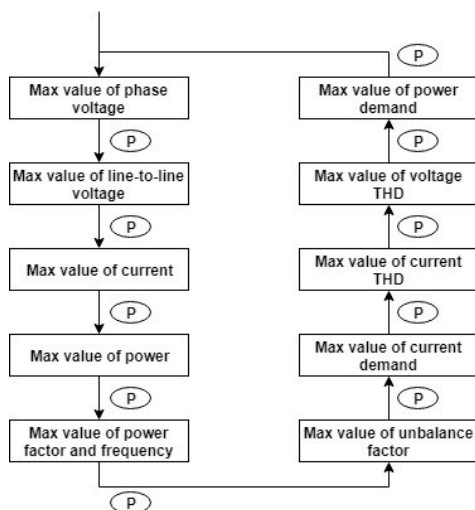 Max value of phase
voltage
P
Max value of line-to-line
voltage
P
Max value of current
P
Max value of power
P
Max value of power
factor and frequency
P
Max value of unbalance
factor
P
Max value of current
demand
P
Max value of current
THD
P
Max value of voltage
THD
P
Max value of power
demand
P